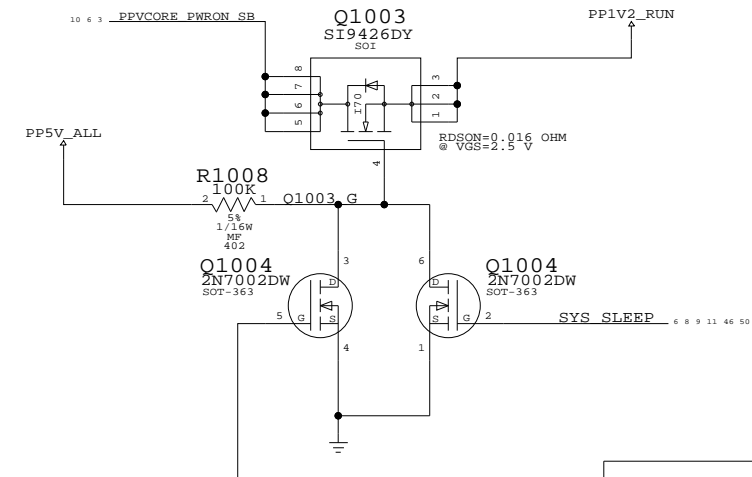 Q1003
SI9426DY
SOI
PP1V2_RUN
10 6 3
PPVCORE_PWRON_SB
8
7
6
5
I70
3
2
1
4
RDSON=0.016 OHM
@ VGS=2.5 V
PP5V_ALL
R1008
100K
2
1
Q1003_G
5%
1/16W
MF
402
Q1004
2N7002DW
SOT-363
3
D
5
G
S
4
6
Q1004
2N7002DW
SOT-363
D
S
G
2
1
SYS_SLEEP
6 8 9 11 46 50